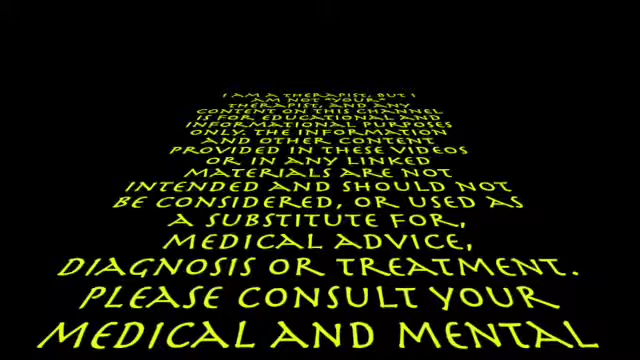 I AM A THERAPIST, BUT I
AM NOT "YOUR"
THERAPIST, AND ANY
CONTENT ON THIS CHANNEL
IS FOR EDUCATIONAL AND
INFORMATIONAL PURPOSES
ONLY. THE INFORMATION
AND OTHER CONTENT
PROVIDED IN THESE VIDEOS
OR IN ANY LINKED
MATERIALS ARE NOT
INTENDED AND SHOULD NOT
BE CONSIDERED, OR USED AS
A SUBSTITUTE FOR,
MEDICAL ADVICE,
DIAGNOSIS OR TREATMENT.
PLEASE CONSULT YOUR
MEDICAL AND MENTAL